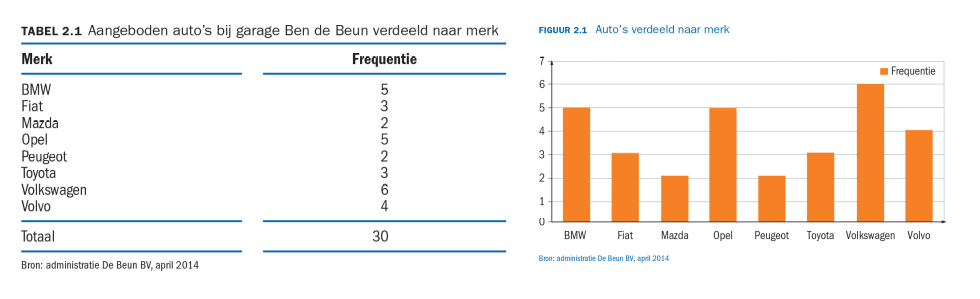 TABEL 2.1 Aangeboden auto's bij garage Ben de Beun verdeeld naar merk
Merk Frequentie
BMW 5
Fiat 3
Mazda 2
Opel 5
Peugeot 2
Toyota 3
Volkswagen 6
Volvo 4
Totaal 30
Bron: administratie De Beun BV, april 2014
FIGUUR 2.1 Auto's verdeeld naar merk
7
Frequentie
6
5
4
3
2
1
0
BMW Fiat Mazda Opel Peugeot Toyota Volkswagen Volvo
Bron: administratie De Beun BV, april 2014